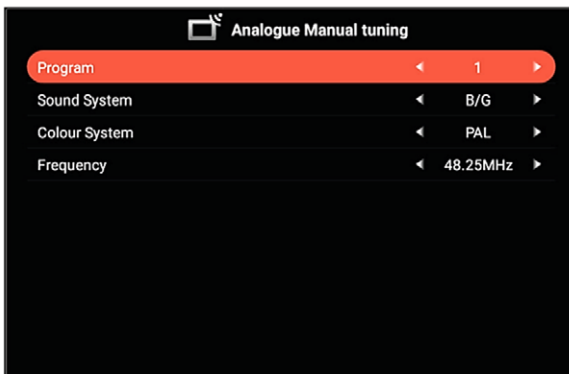 Analogue Manual tuning
Program 1
Sound System B/G
Colour System PAL
Frequency 48.25MHz